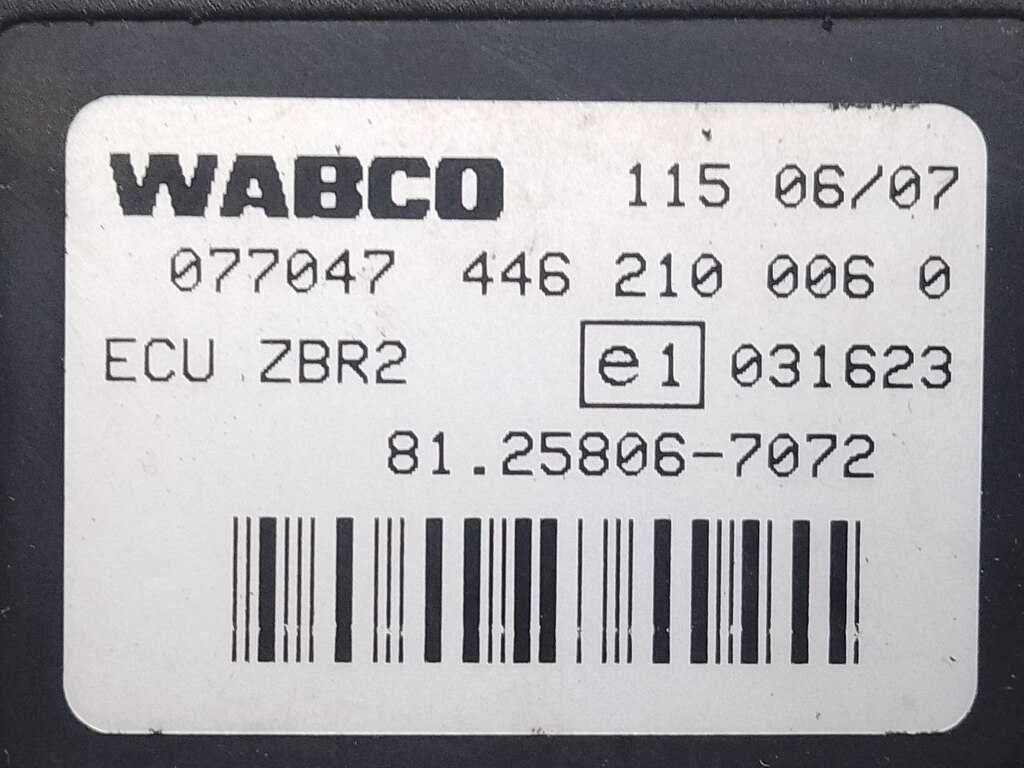 WABCO 115 06/07
077047 446 210 006 0
ECU ZBR2 e1 031623
81.25806-7072